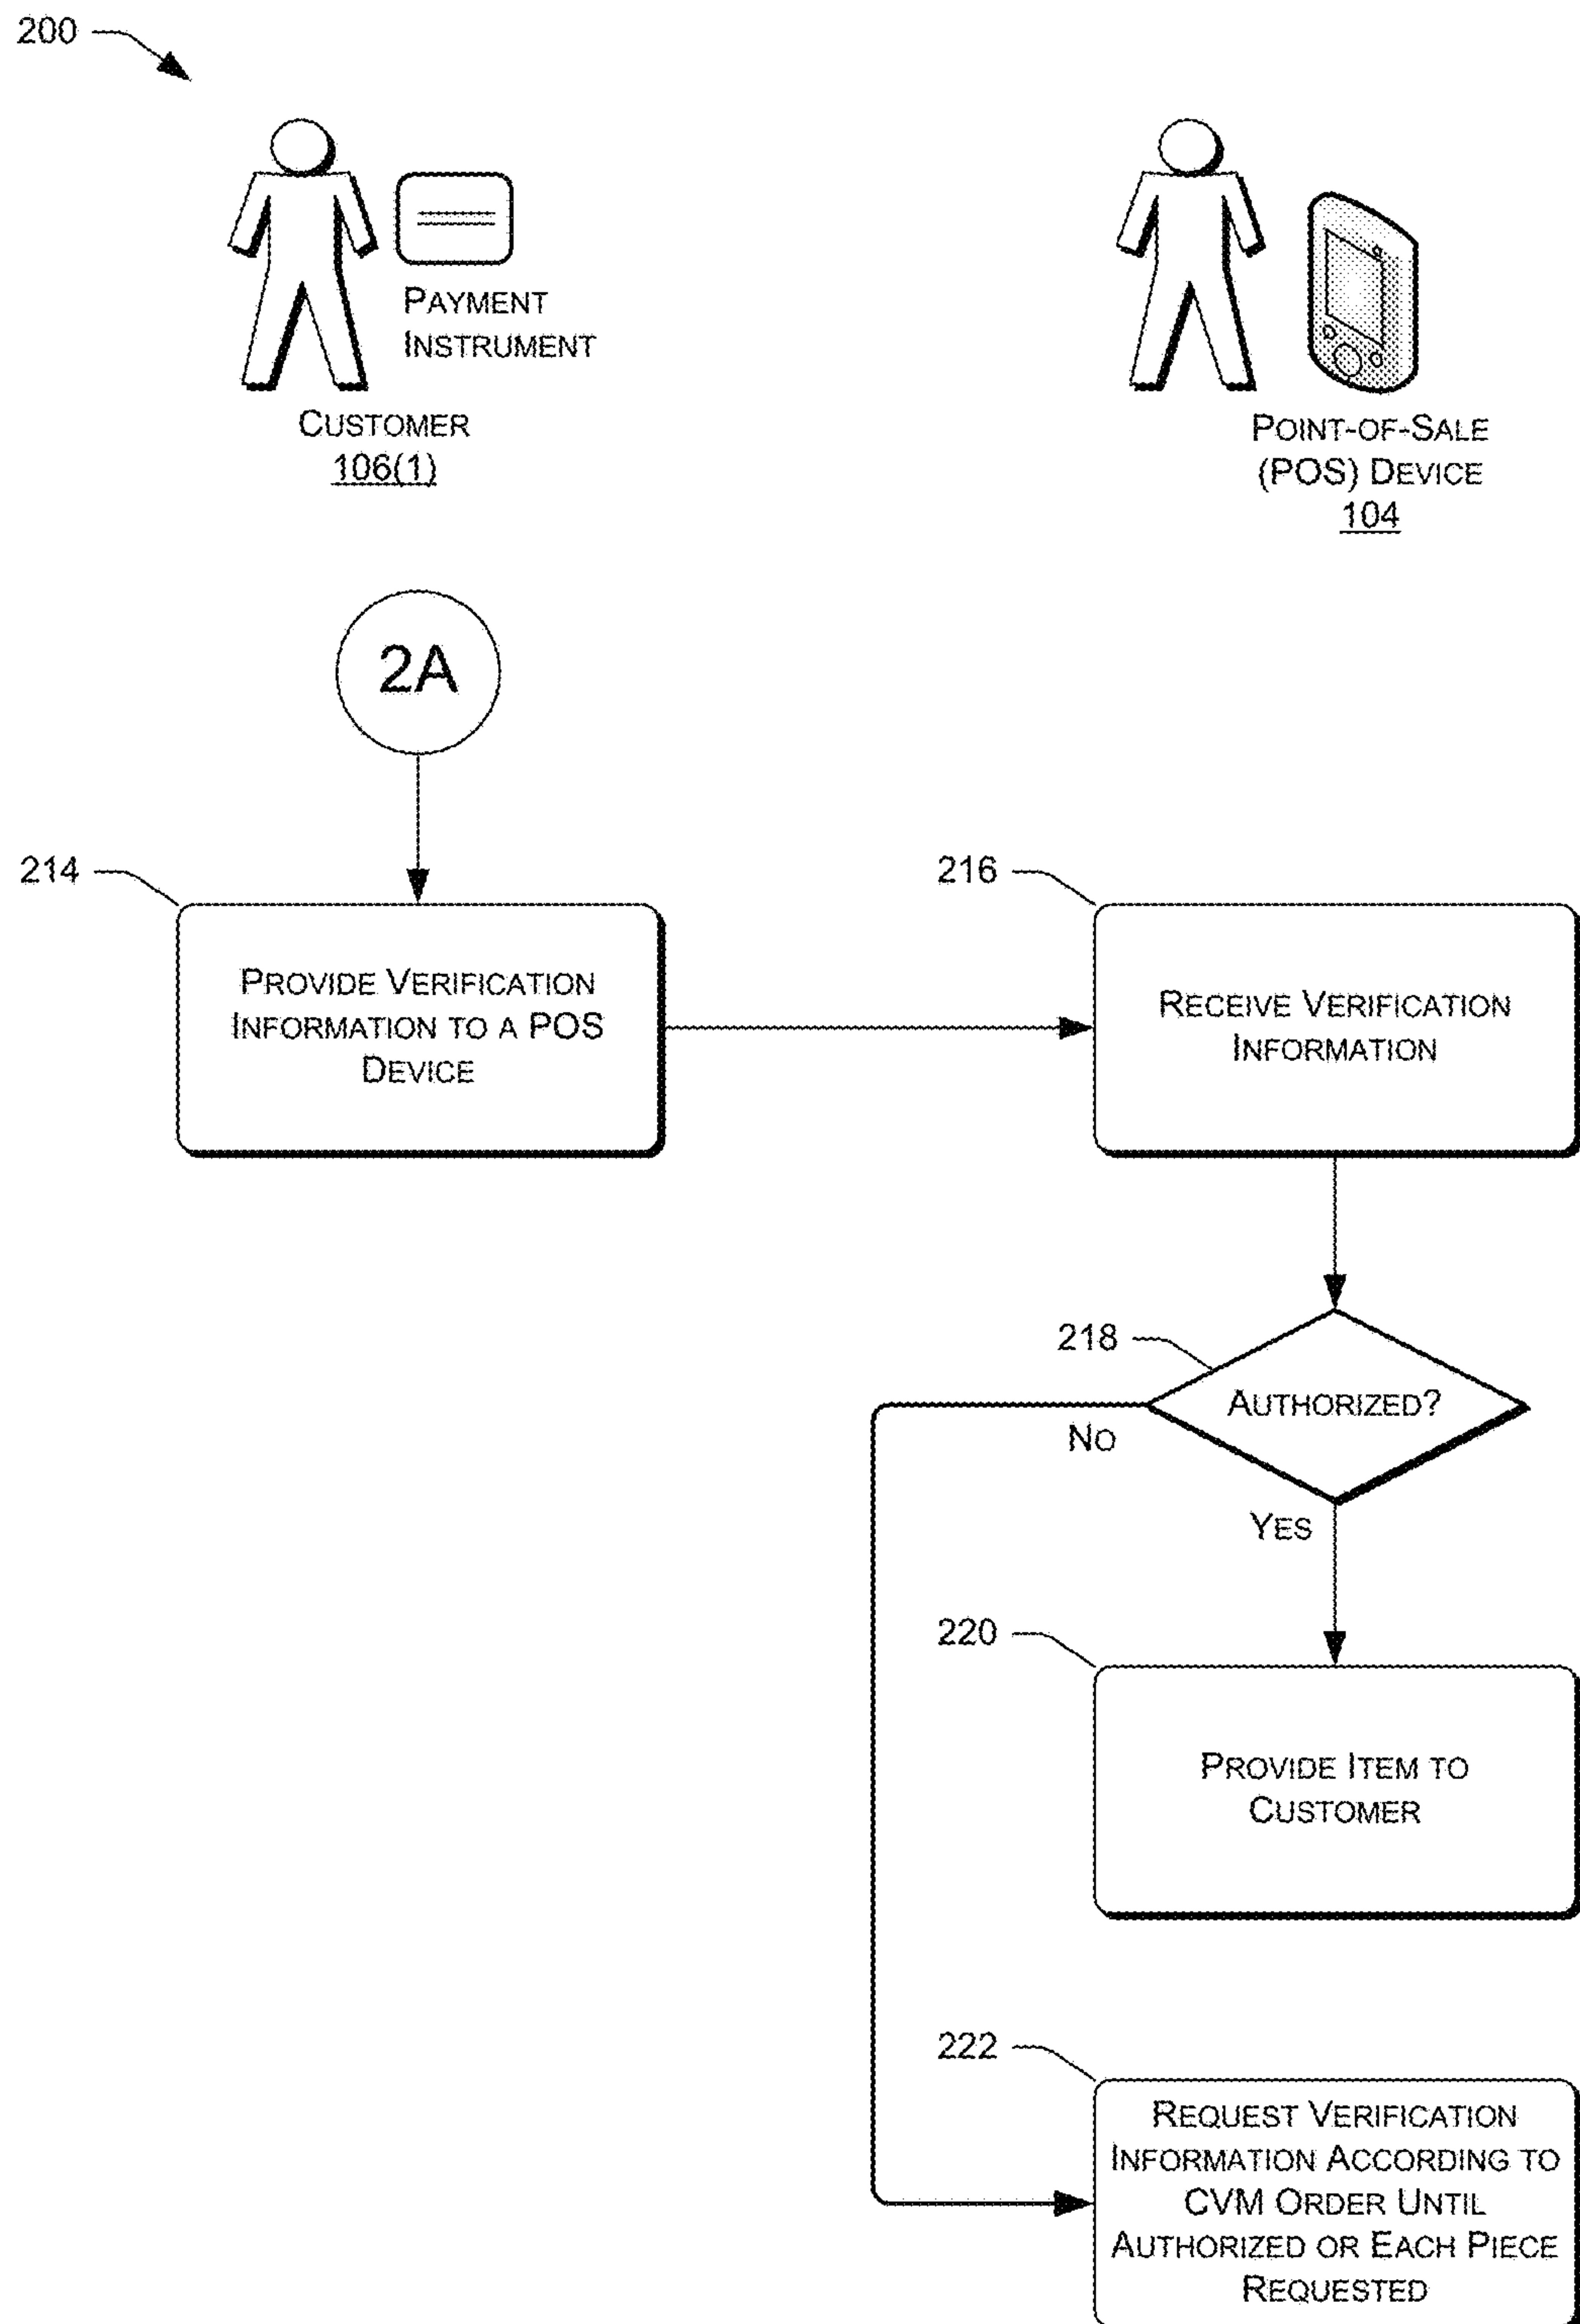 200
PAYMENT
INSTRUMENT
CUSTOMER
106(1)
POINT-OF-SALE
(POS) DEVICE
104
2A
214
PROVIDE VERIFICATION
INFORMATION TO A POS
DEVICE
216
RECEIVE VERIFICATION
INFORMATION
218
AUTHORIZED?
NO
YES
220
PROVIDE ITEM TO
CUSTOMER
222
REQUEST VERIFICATION
INFORMATION ACCORDING TO
CVM ORDER UNTIL
AUTHORIZED OR EACH PIECE
REQUESTED